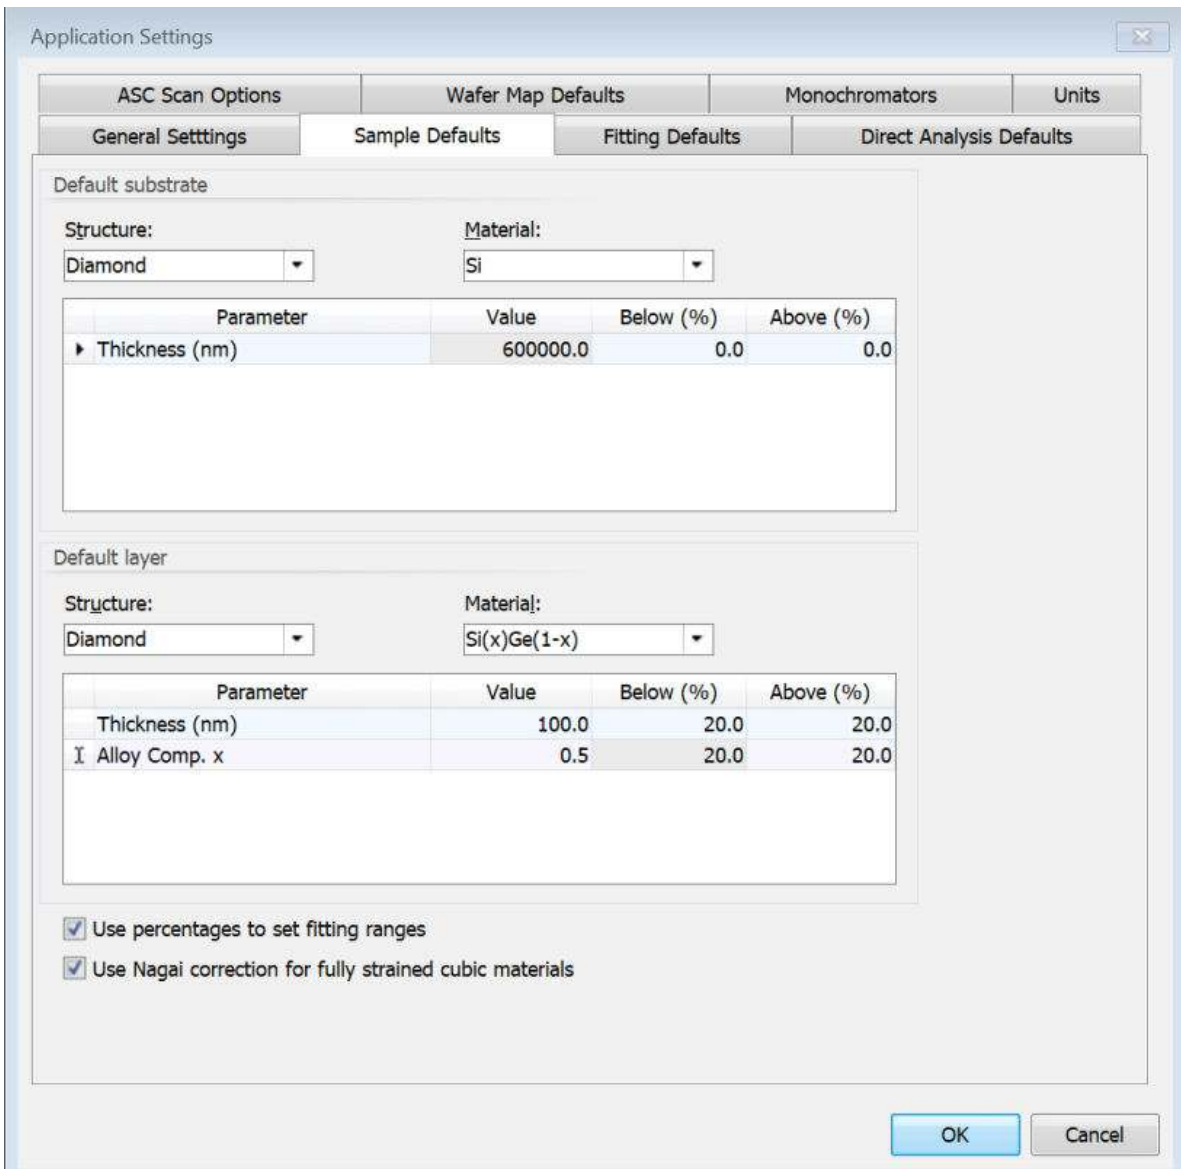 Application Settings
ASC Scan Options Wafer Map Defaults Monochromators Units
General Setttings Sample Defaults Fitting Defaults Direct Analysis Defaults
Default substrate
Structure: Material:
Diamond Si
Parameter Value Below (%) Above (%)
Thickness (nm) 600000.0 0.0 0.0
Default layer
Structure: Material:
Diamond Si(x)Ge(1-x)
Parameter Value Below (%) Above (%)
Thickness (nm) 100.0 20.0 20.0
Alloy Comp. x 0.5 20.0 20.0
Use percentages to set fitting ranges
Use Nagai correction for fully strained cubic materials
OK Cancel